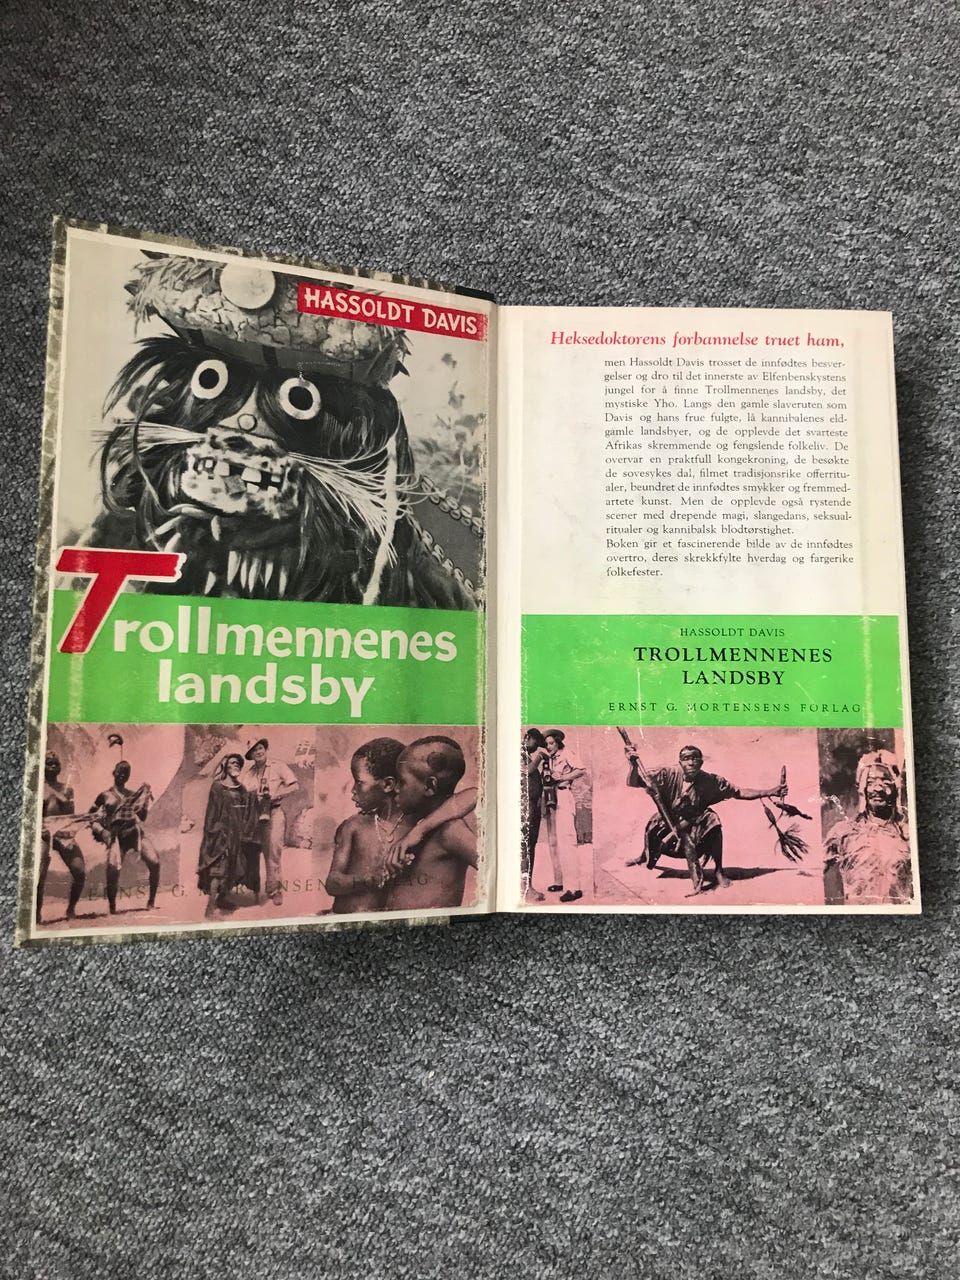 HASSOLDT DAVIS
Trollmennenes
landsby
ERNST G. MORTENSENS FORLAG
Heksedoktorens forbannelse truet ham,
men Hassoldt Davis trosset de innfødtes besver-
gelser og dro til det innerste av Elfenbenskystens
jungel for å finne Trollmennenes landsby, det
mystiske Yho. Langs den gamle slaveruten som
Davis og hans frue fulgte, lå kannibalenes eld-
gamle landsbyer, og de opplevde det svarteste
Afrikas skremmende og fengslende folkeliv. De
overvar en praktfull kongekroning, de besøkte
de sovesykes dal, filmet tradisjonsrike offerritu-
aler, beundret de innfødtes smykker og fremmed-
artete kunst. Men de opplevde også rystende
scener med drepende magi, slangedans, seksual-
ritualer og kannibalsk blodtørstighet.
Boken gir et fascinerende bilde av de innfødtes
overtro, deres skrekkfylte hverdag og fargerike
folkefester.
HASSOLDT DAVIS
TROLLMENNENES
LANDSBY
ERNST G. MORTENSENS FORLAG